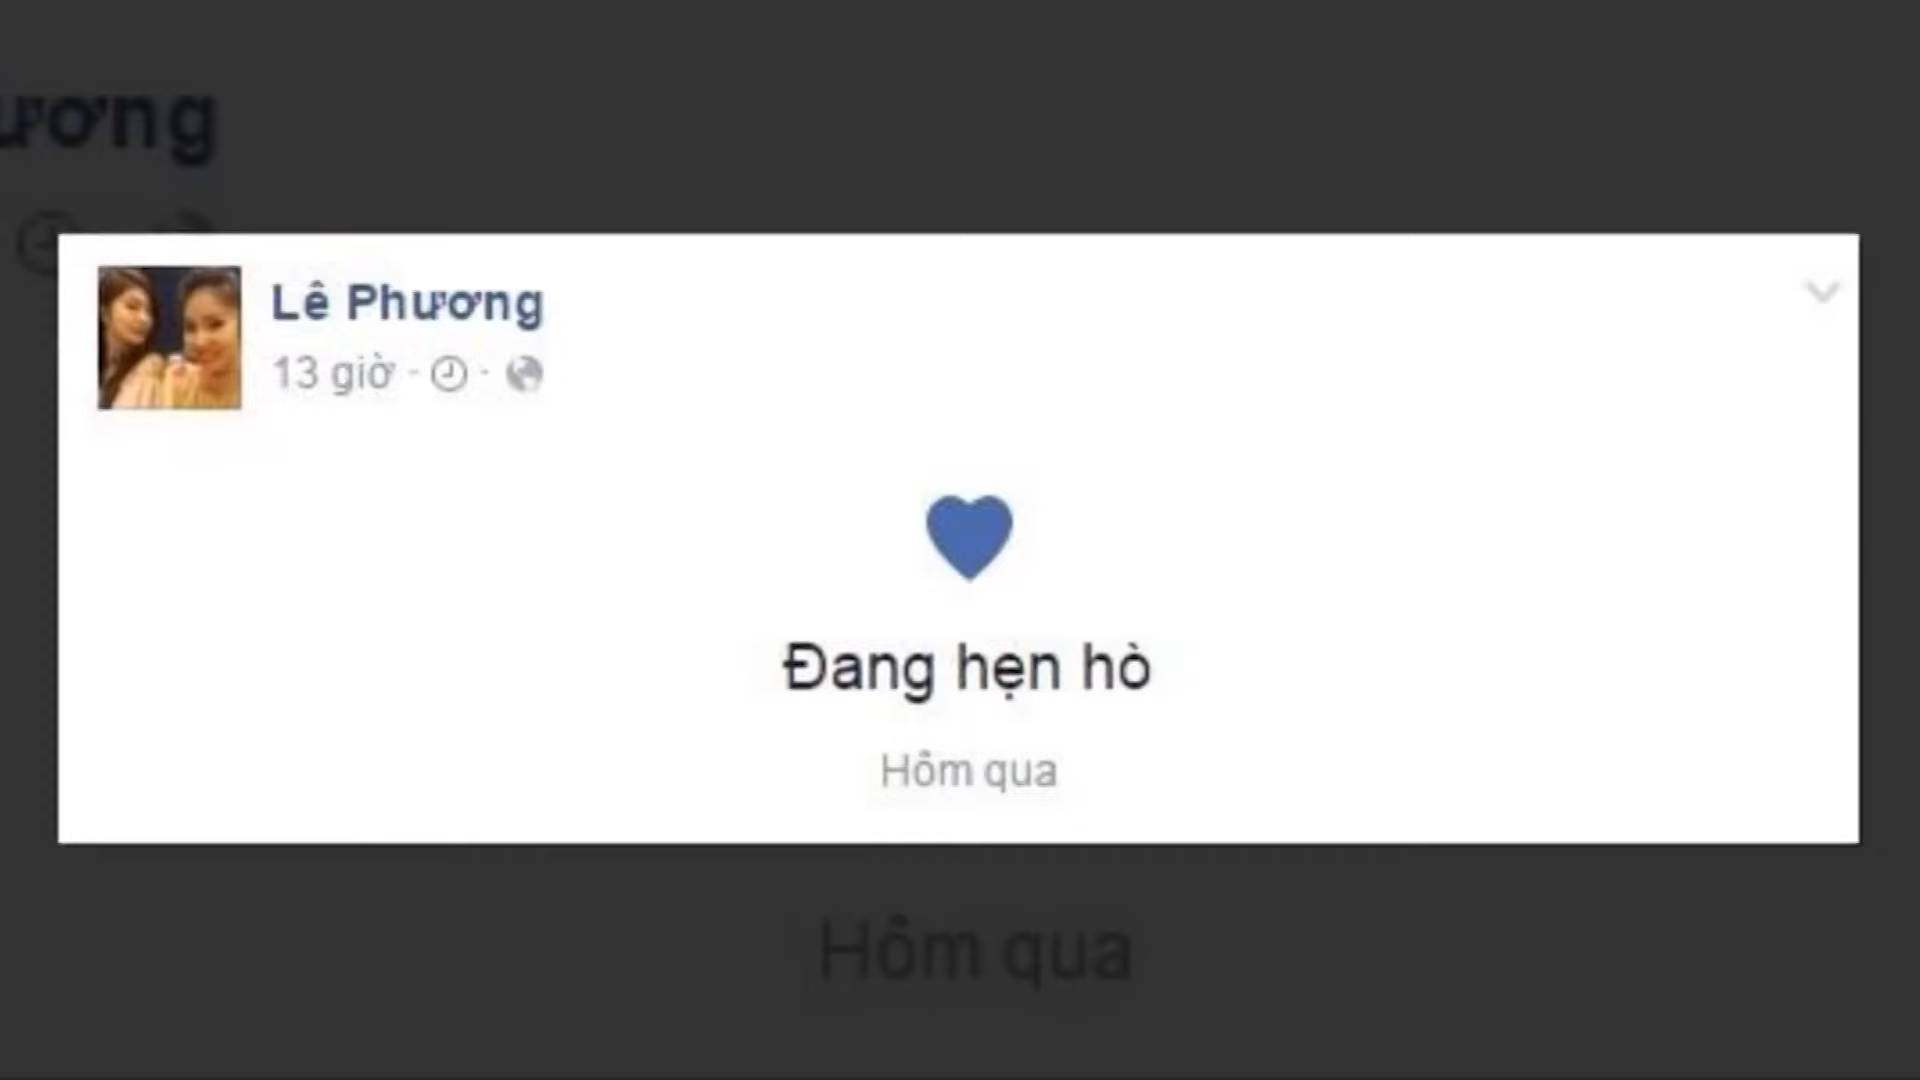 ương
Lê Phương
13 giờ · ·
Đang hẹn hò
Hôm qua
Hôm qua